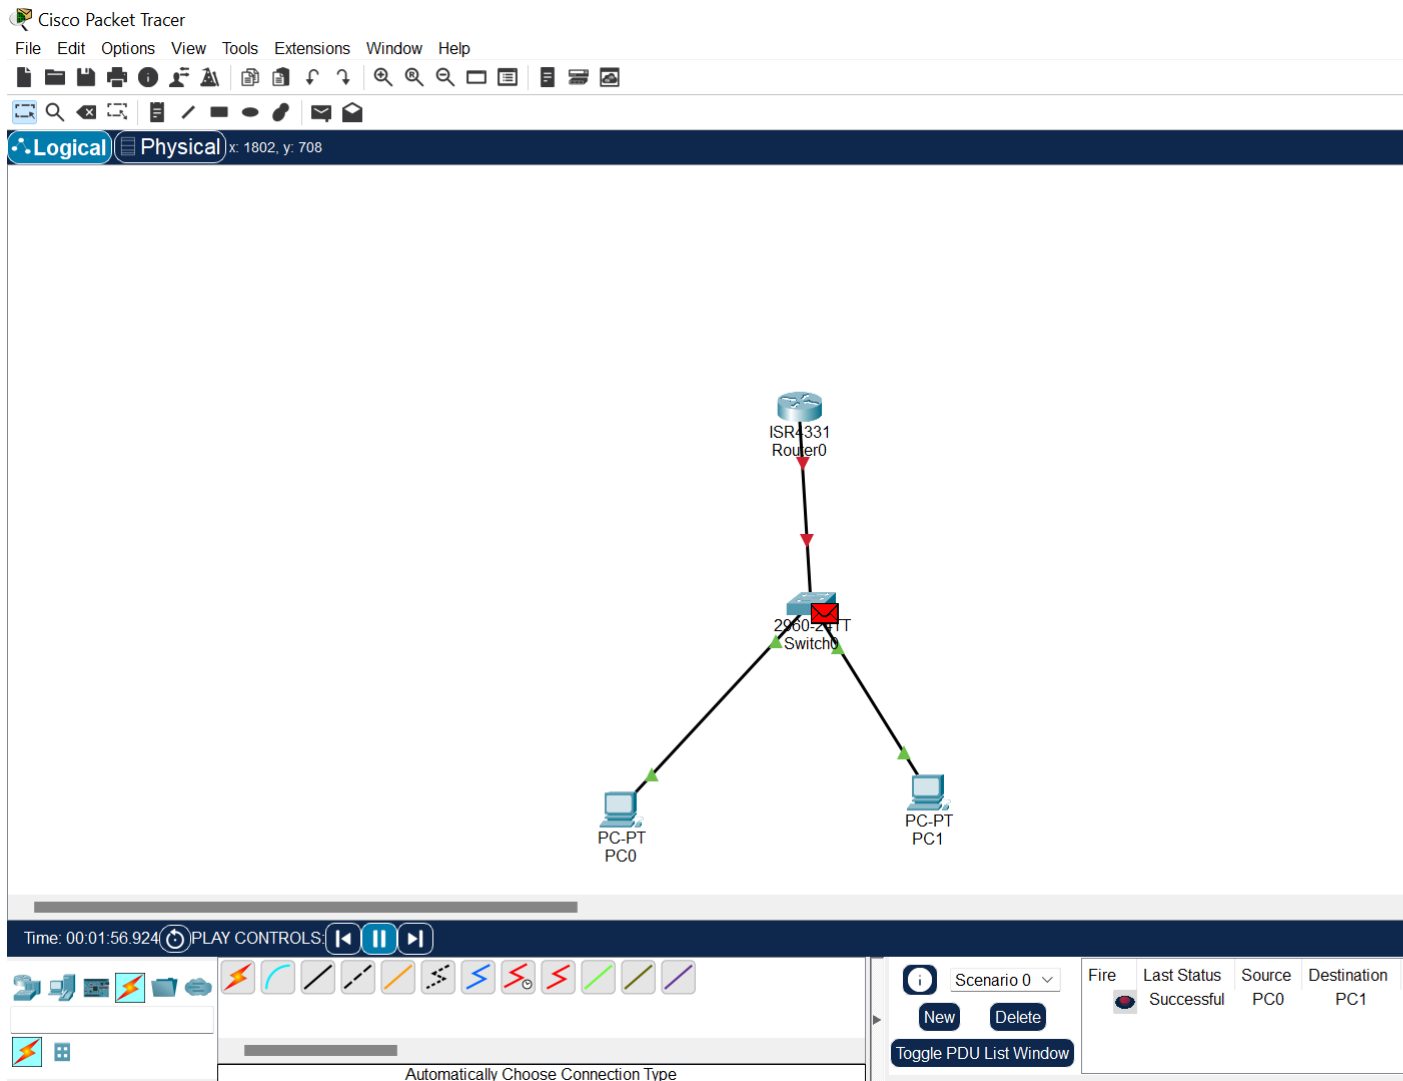 Cisco Packet Tracer
File Edit Options View Tools Extensions Window Help
Logical Physical x: 1802, y: 708
ISR4331
Router0
2960-24TT
Switch0
PC-PT
PC0
PC-PT
PC1
Time: 00:01:56.924 PLAY CONTROLS:
Scenario 0
New Delete
Toggle PDU List Window
Fire Last Status Source Destination
Successful PC0 PC1
Automatically Choose Connection Type